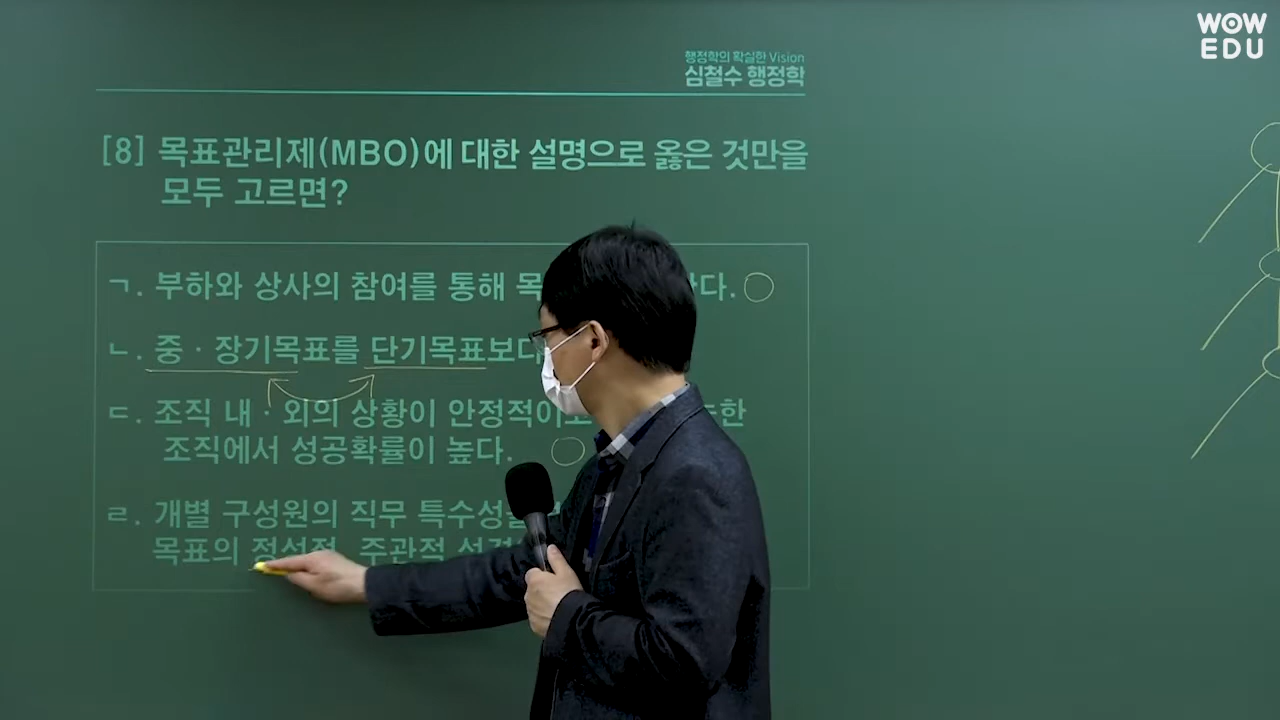 WOW
EDU
행정학의 확실한 Vision
심철수 행정학
[8] 목표관리제(MBO)에 대한 설명으로 옳은 것만을
모두 고르면?
ㄱ. 부하와 상사의 참여를 통해
ㄴ. 중·장기목표를 단기목표보다
ㄷ. 조직 내·외의 상황이 안정적이고
조직에서 성공확률이 높다.
ㄹ. 개별 구성원의 직무 특수성을
목표의 정성적, 주관적